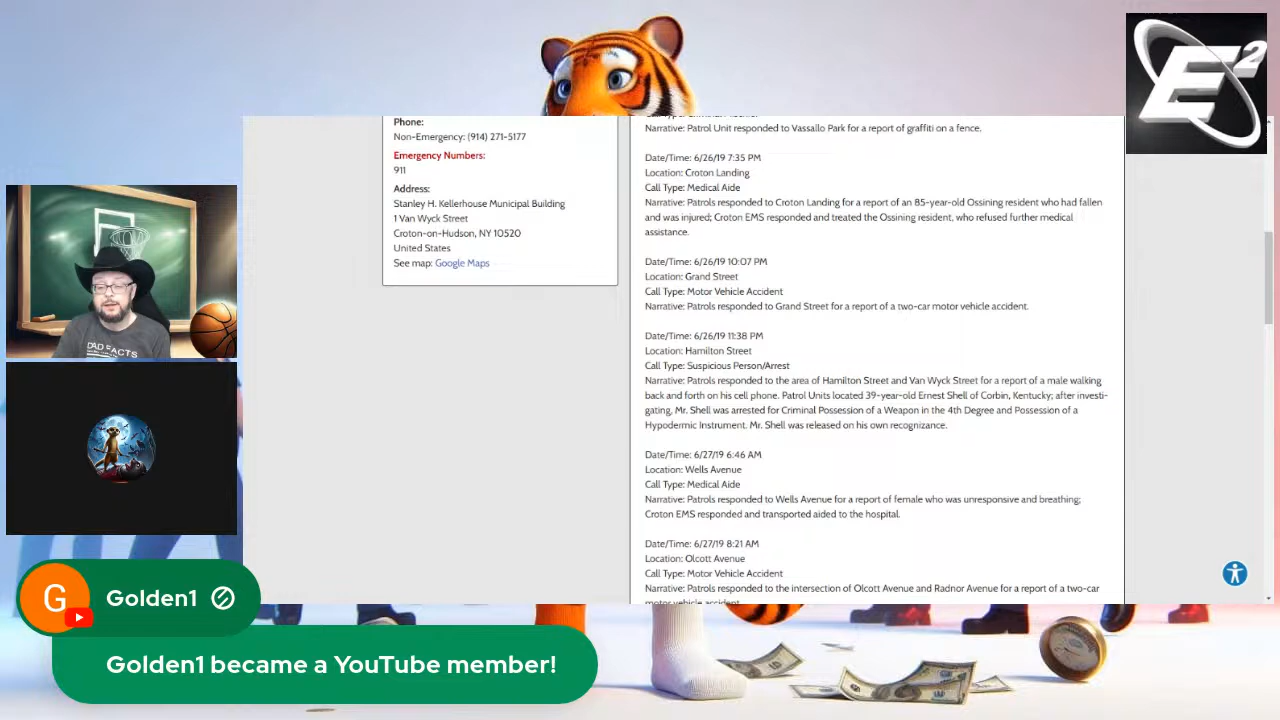 E²
Phone:
Non-Emergency: (914) 271-5177
Emergency Numbers:
911
Address:
Stanley H. Kellerhouse Municipal Building
1 Van Wyck Street
Croton-on-Hudson, NY 10520
United States
See map: Google Maps
Narrative: Patrol Unit responded to Vassallo Park for a report of graffiti on a fence.
Date/Time: 6/26/19 7:35 PM
Location: Croton Landing
Call Type: Medical Aide
Narrative: Patrols responded to Croton Landing for a report of an 85-year-old Ossining resident who had fallen
and was injured; Croton EMS responded and treated the Ossining resident, who refused further medical
assistance.
Date/Time: 6/26/19 10:07 PM
Location: Grand Street
Call Type: Motor Vehicle Accident
Narrative: Patrols responded to Grand Street for a report of a two-car motor vehicle accident.
Date/Time: 6/26/19 11:38 PM
Location: Hamilton Street
Call Type: Suspicious Person/Arrest
Narrative: Patrols responded to the area of Hamilton Street and Van Wyck Street for a report of a male walking
back and forth on his cell phone. Patrol Units located 39-year-old Ernest Shell of Corbin, Kentucky; after investi-
gating, Mr. Shell was arrested for Criminal Possession of a Weapon in the 4th Degree and Possession of a
Hypodermic Instrument. Mr. Shell was released on his own recognizance.
Date/Time: 6/27/19 6:46 AM
Location: Wells Avenue
Call Type: Medical Aide
Narrative: Patrols responded to Wells Avenue for a report of female who was unresponsive and breathing;
Croton EMS responded and transported aided to the hospital.
Date/Time: 6/27/19 8:21 AM
Location: Olcott Avenue
Call Type: Motor Vehicle Accident
Narrative: Patrols responded to the intersection of Olcott Avenue and Radnor Avenue for a report of a two-car
motor vehicle accident
DAD FACTS
G
Golden1
Golden1 became a YouTube member!